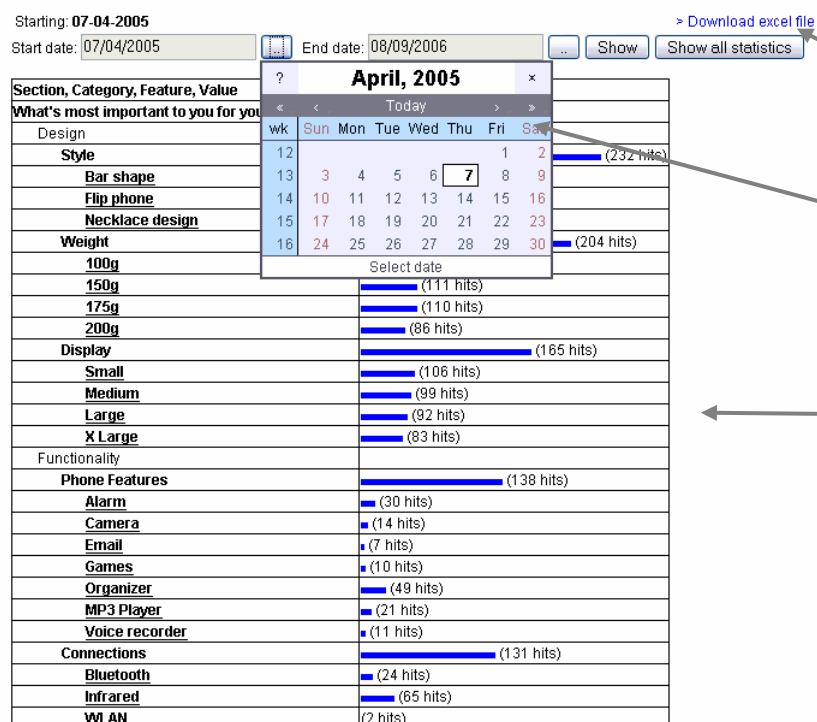 Starting: 07-04-2005
> Download excel file
Start date: 07/04/2005 .. End date: 08/09/2006 .. Show Show all statistics
? April, 2005 ×
« ‹ Today › »
wk Sun Mon Tue Wed Thu Fri
12 1 2
13 3 4 5 6 7 8 9
14 10 11 12 13 14 15 16
15 17 18 19 20 21 22 23
16 24 25 26 27 28 29 30
Select date
Section, Category, Feature, Value
What's most important to you for you
Design
Style (232 hits)
Bar shape
Flip phone
Necklace design
Weight (204 hits)
100g
150g (111 hits)
175g (110 hits)
200g (86 hits)
Display (165 hits)
Small (106 hits)
Medium (99 hits)
Large (92 hits)
X Large (83 hits)
Functionality
Phone Features (138 hits)
Alarm (30 hits)
Camera (14 hits)
Email (7 hits)
Games (10 hits)
Organizer (49 hits)
MP3 Player (21 hits)
Voice recorder (11 hits)
Connections (131 hits)
Bluetooth (24 hits)
Infrared (65 hits)
WLAN (2 hits)